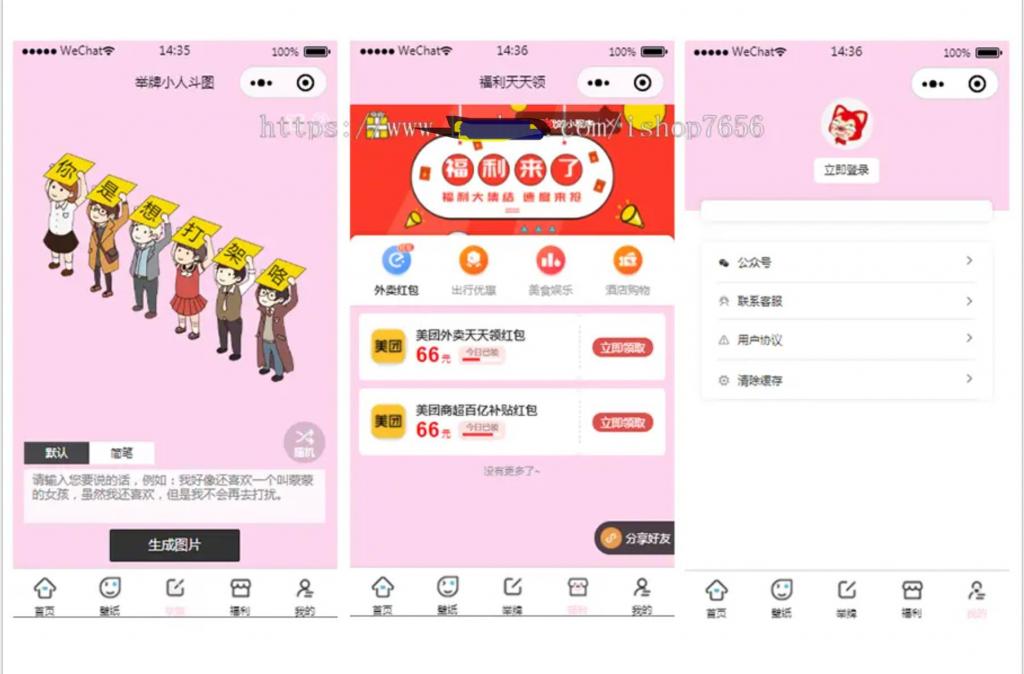 WeChat 14:35 100%
举牌小人斗图
你是想打架咯
随机
默认 简笔
请输入您要说的话，例如：我好像还喜欢一个叫蒙蒙
的女孩，虽然我还喜欢，但是我不会再去打扰。
生成图片
首页 壁纸 举牌 福利 我的
WeChat 14:36 100%
福利天天领
https://www. .com/ishop7656
福利来了
福利大集结 速度来抢
外卖红包 出行优惠 美食娱乐 酒店购物
美团
美团外卖天天领红包
66元 今日已领
立即领取
美团
美团商超百亿补贴红包
66元 今日已领
立即领取
没有更多了~
分享好友
首页 壁纸 举牌 福利 我的
WeChat 14:36 100%
立即登录
公众号
联系客服
用户协议
清除缓存
首页 壁纸 举牌 福利 我的